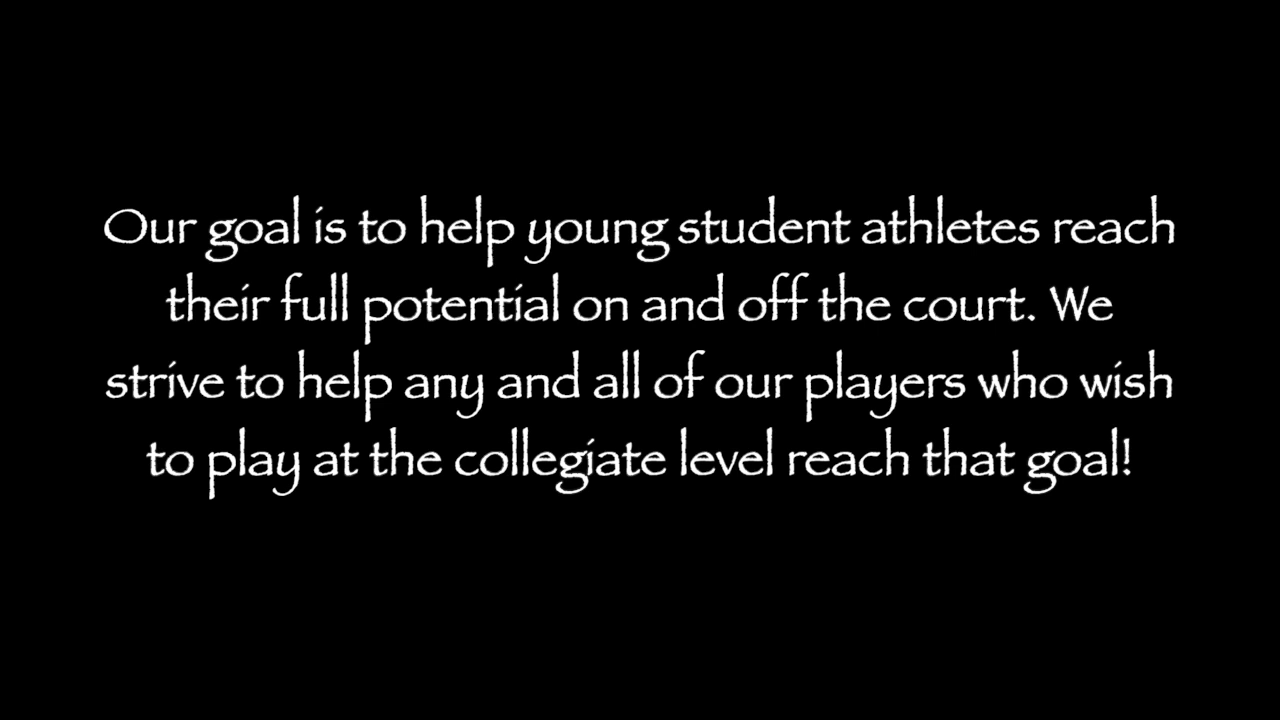 Our goal is to help young student athletes reach
their full potential on and off the court. We
strive to help any and all of our players who wish
to play at the collegiate level reach that goal!